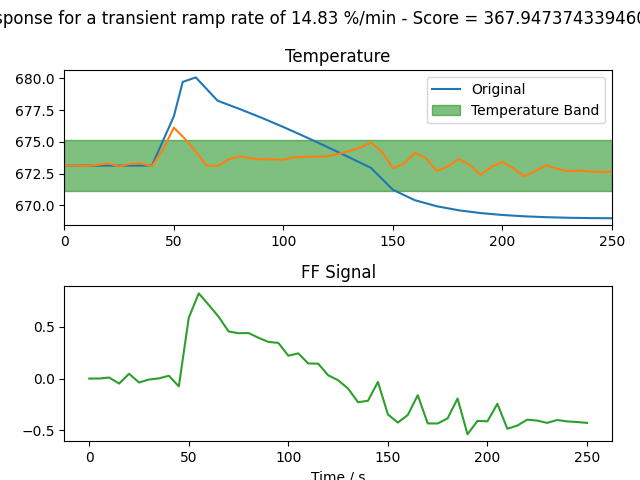 sponse for a transient ramp rate of 14.83 %/min - Score = 367.947374339460
Temperature
680.0
677.5
675.0
672.5
670.0
Original
Temperature Band
0 50 100 150 200 250
FF Signal
0.5
0.0
−0.5
0 50 100 150 200 250
Time / s